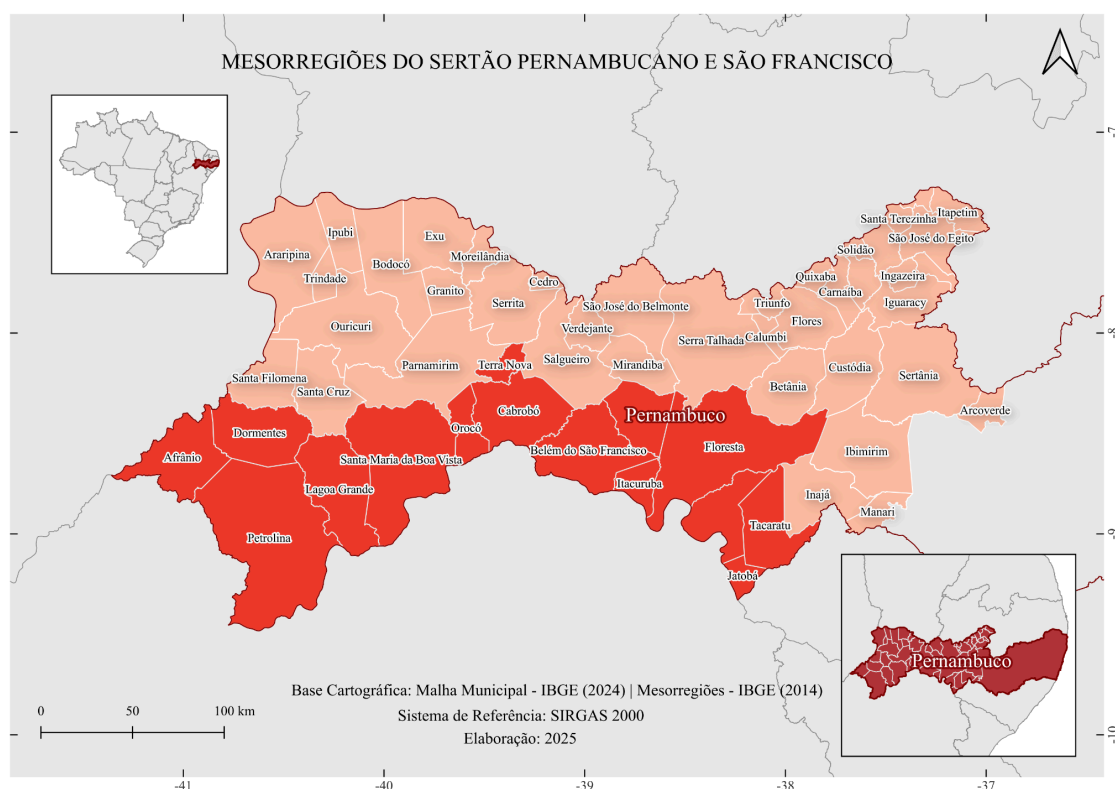 MESORREGIÕES DO SERTÃO PERNAMBUCANO E SÃO FRANCISCO
-7
Itapetim
Santa Terezinha
Ipubi
Exu
São José do Egito
Araripina
Moreilândia
Solidão
Bodocó
Trindade
Cedro
Quixaba
Ingazeira
Granito
Carnaíba
Serrita
São José do Belmonte
Triunfo
Iguaracy
Ouricuri
Verdejante
Flores
-8
Serra Talhada
Calumbi
Parnamirim
Terra Nova
Salgueiro
Mirandiba
Custódia
Sertânia
Santa Filomena
Santa Cruz
Betânia
Cabrobó
Pernambuco
Arcoverde
Dormentes
Orocó
Afrânio
Santa Maria da Boa Vista
Belém do São Francisco
Floresta
Ibimirim
Lagoa Grande
Itacuruba
Inajá
Manari
Petrolina
Tacaratu
-9
Jatobá
Pernambuco
Base Cartográfica: Malha Municipal - IBGE (2024) | Mesorregiões - IBGE (2014)
Sistema de Referência: SIRGAS 2000
Elaboração: 2025
0 50 100 km
-10
-41 -40 -39 -38 -37